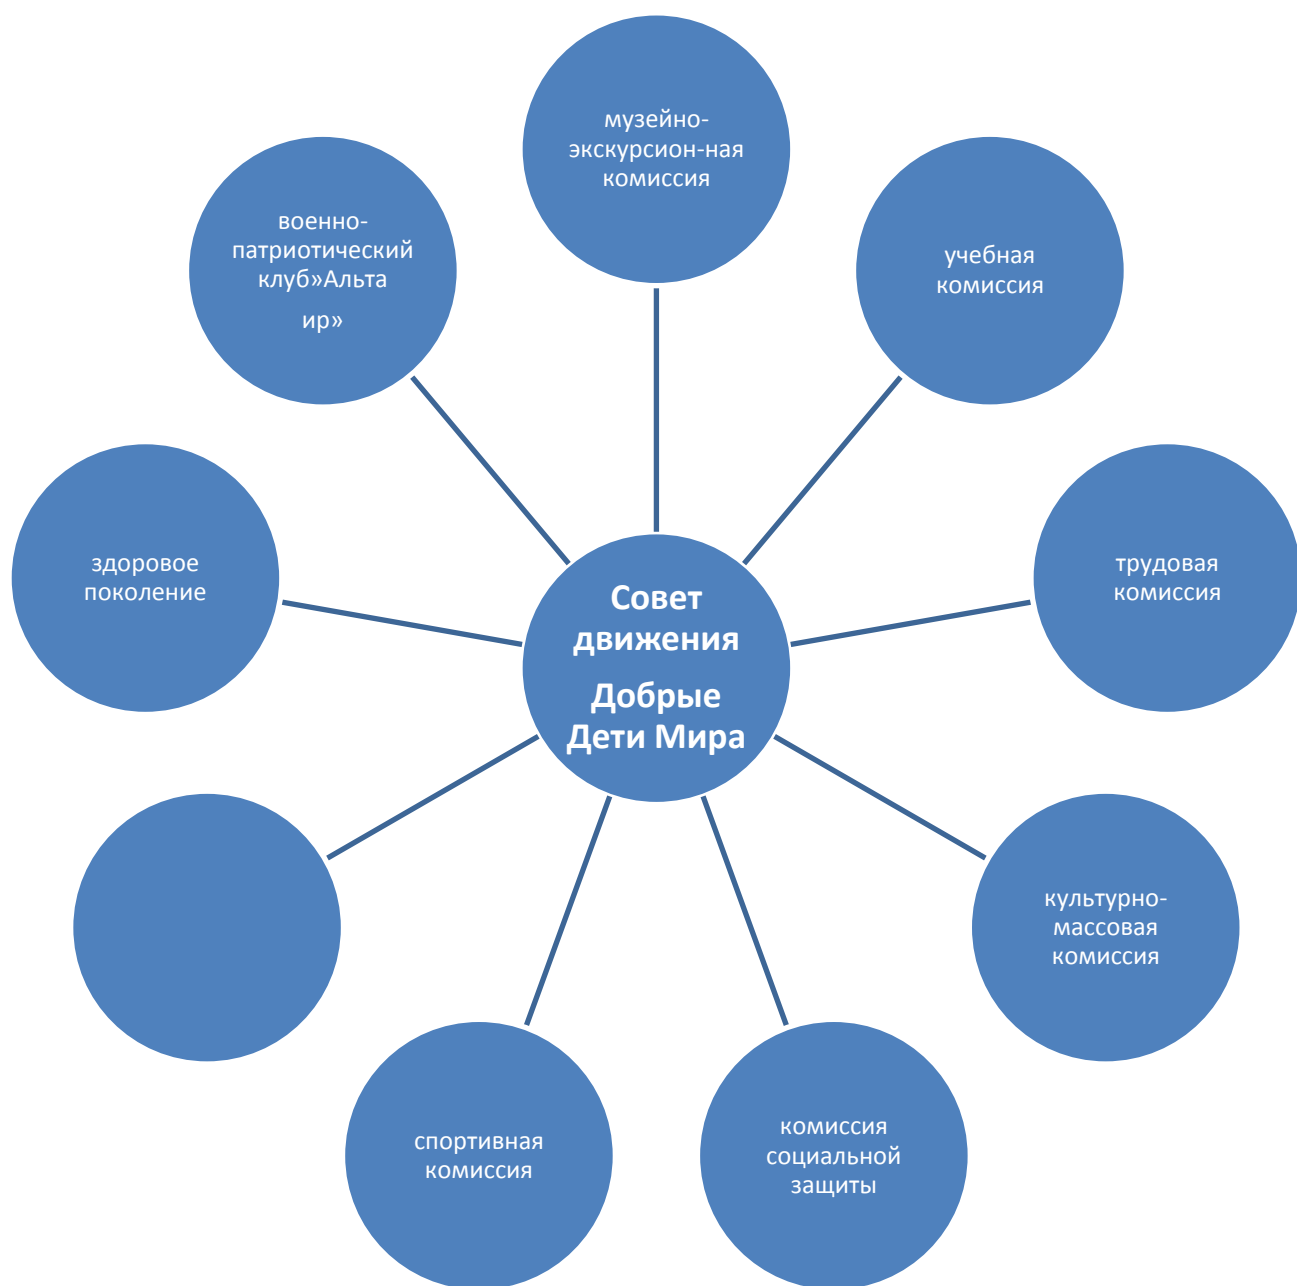 музейно-
экскурсион-ная
комиссия
учебная
комиссия
трудовая
комиссия
культурно-
массовая
комиссия
комиссия
социальной
защиты
спортивная
комиссия
здоровое
поколение
военно-
патриотический
клуб»Альта
ир»
Совет
движения
Добрые
Дети Мира